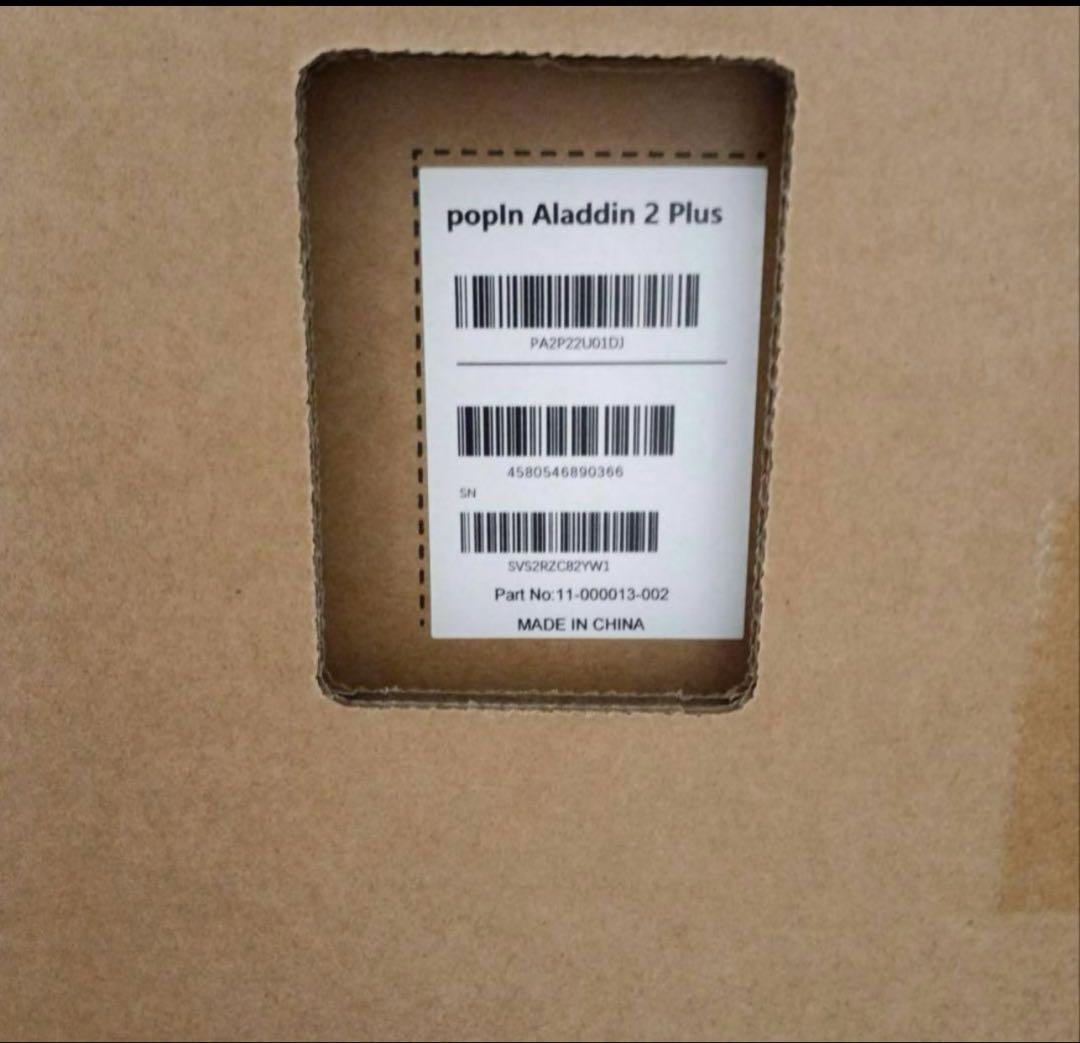 popIn Aladdin 2 Plus
PA2P22U01DJ
4580546890366
SN
SVS2RZC82YW1
Part No:11-000013-002
MADE IN CHINA